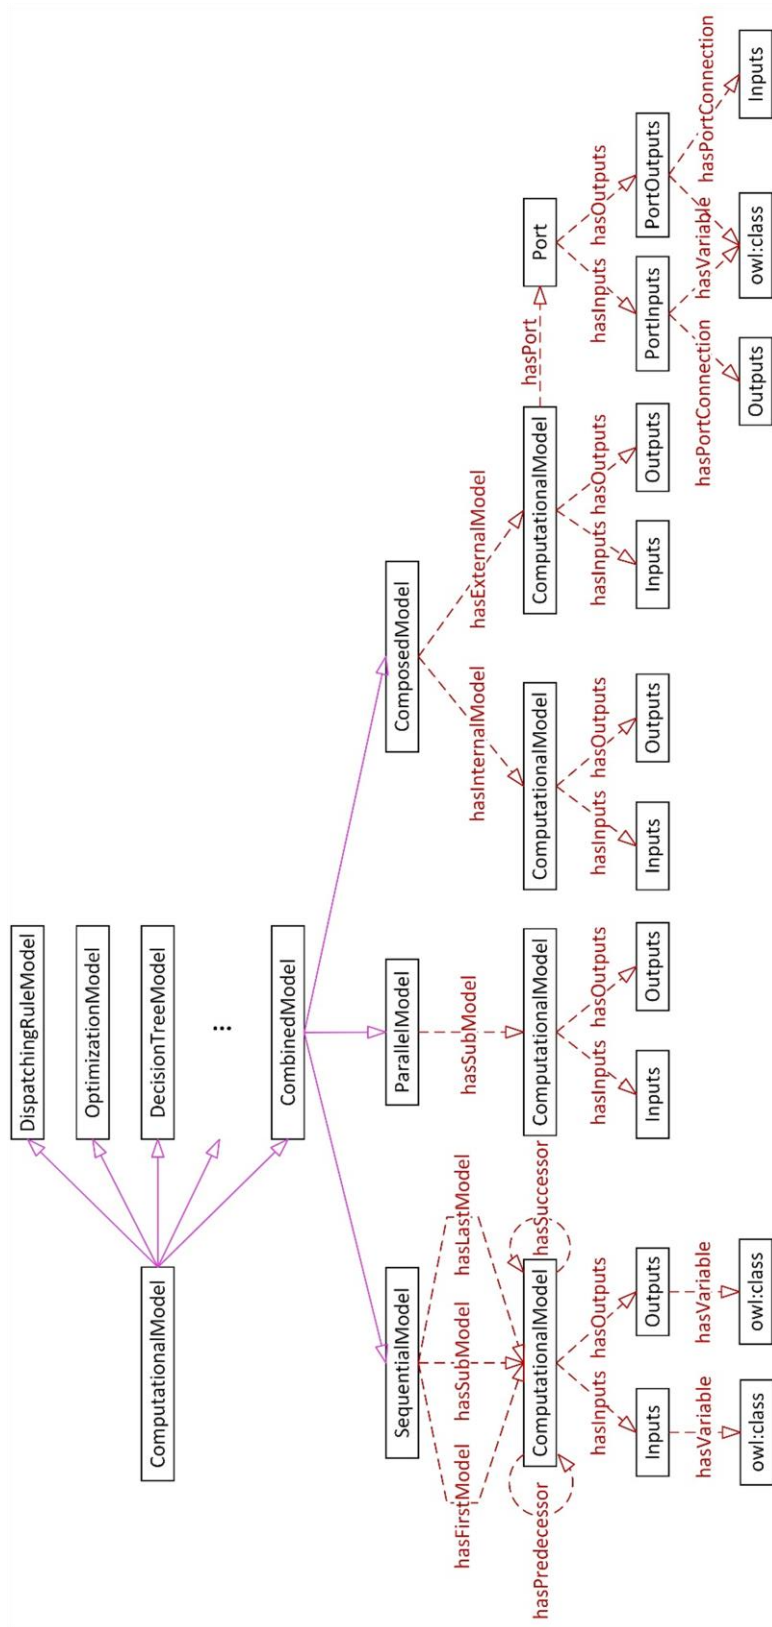 DispatchingRuleModel
OptimizationModel
ComputationalModel
DecisionTreeModel
...
CombinedModel
SequentialModel
ParallelModel
ComposedModel
hasFirstModel
hasSubModel
hasLastModel
hasSubModel
hasInternalModel
hasExternalModel
hasPredecessor
ComputationalModel
hasSuccessor
ComputationalModel
ComputationalModel
ComputationalModel
hasPort
Port
hasInputs
hasOutputs
hasInputs
hasOutputs
hasInputs
hasOutputs
hasInputs
hasOutputs
hasInputs
hasOutputs
Inputs
Outputs
Inputs
Outputs
Inputs
Outputs
Inputs
Outputs
PortInputs
PortOutputs
hasVariable
hasVariable
hasPortConnection
hasVariable
hasPortConnection
owl:class
owl:class
Outputs
owl:class
Inputs